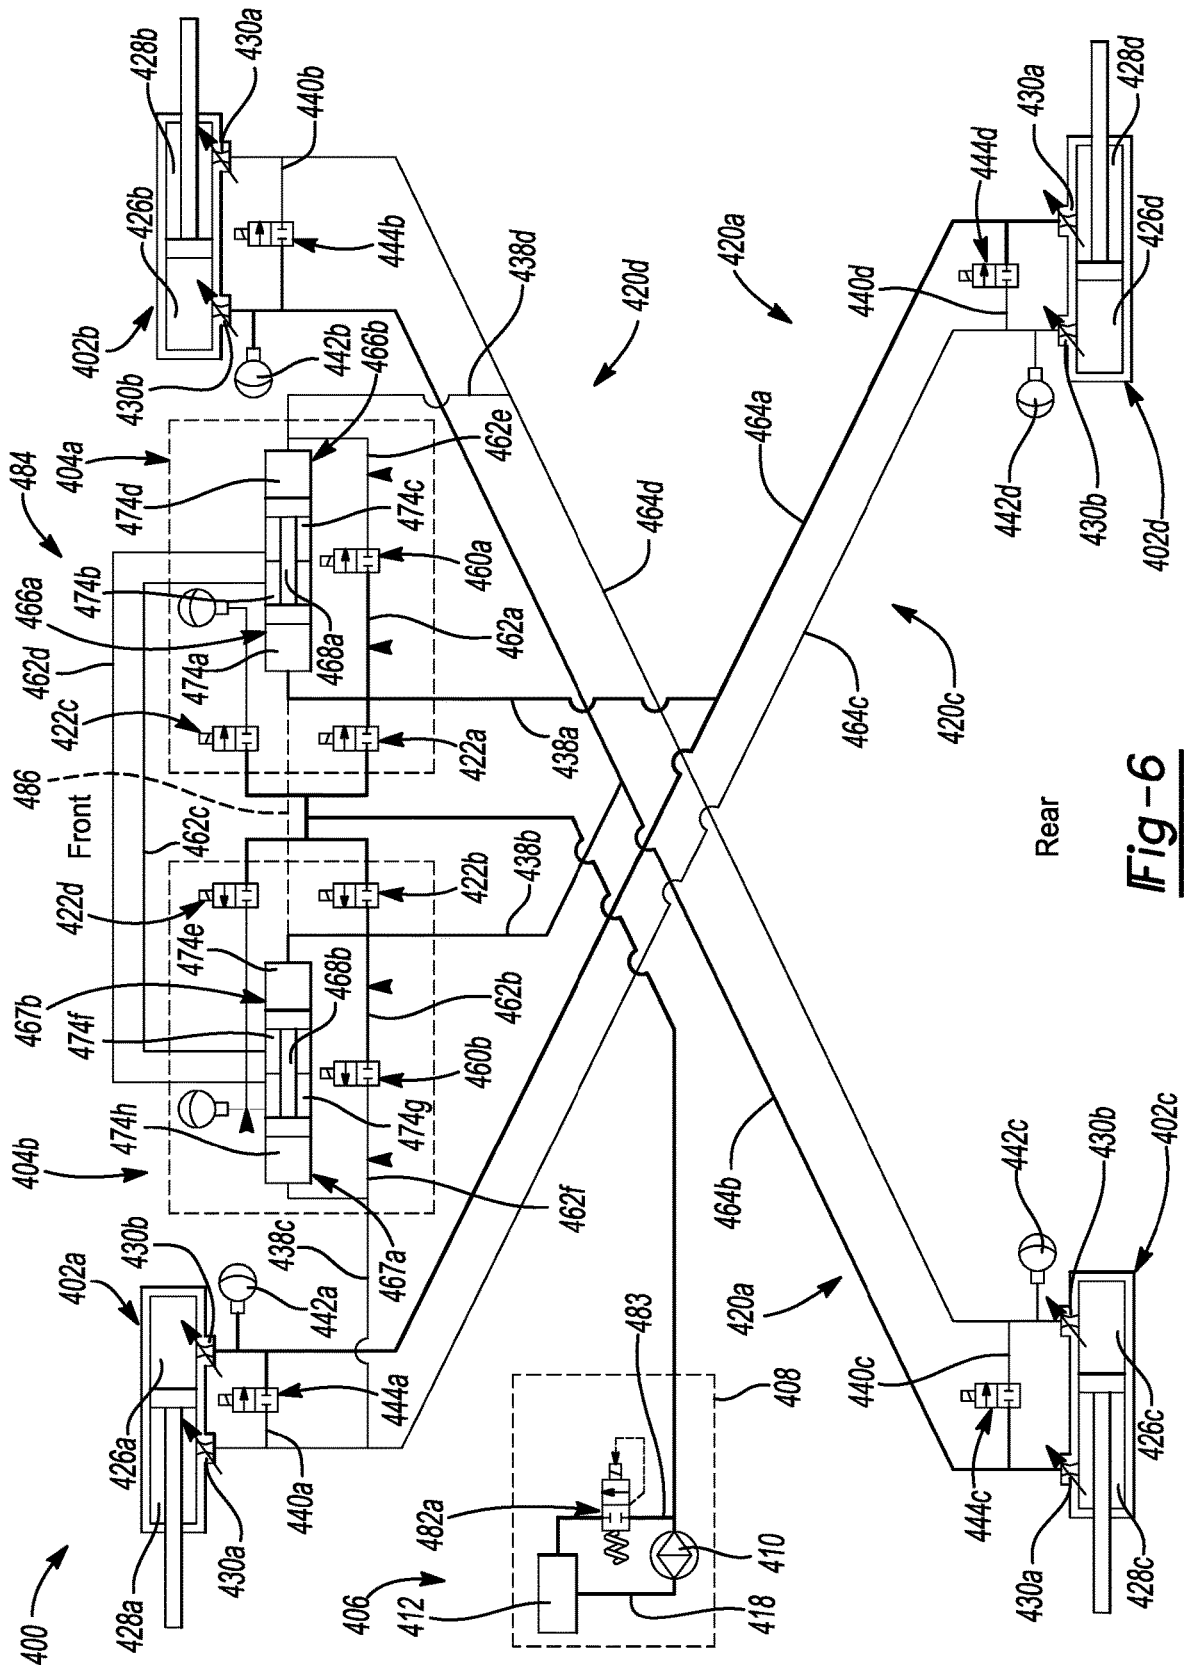 400
428a
426a
402a
430b
430a
440a
444a
442a
438c
404b
474h
467b
474f
474e
422d
468b
474g
467a
460b
462b
462f
422b
438b
Front
462c
486
422c
462d
466a
474b
474a
468a
462a
422a
438a
484
404a
474d
474c
460a
462e
466b
438d
402b
426b
428b
430a
430b
442b
444b
440b
420d
420a
464d
464a
464c
420c
464b
420a
406
412
482a
483
408
410
418
440c
444c
442c
430b
402c
430a
428c
426c
Rear
444d
440d
442d
430a
430b
428d
426d
402d
Fig-6